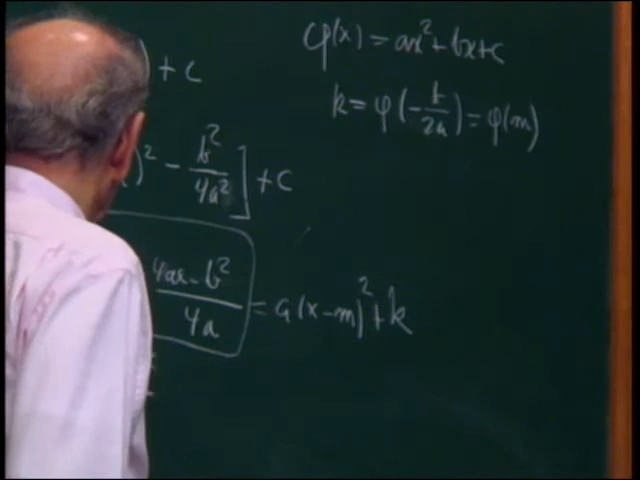 φ(x) = ax² + bx + c
k = φ(-b/2a) = φ(m)
) + c
)² - b²/4a² ] + c
4ac - b²/4a = a(x - m)² + k